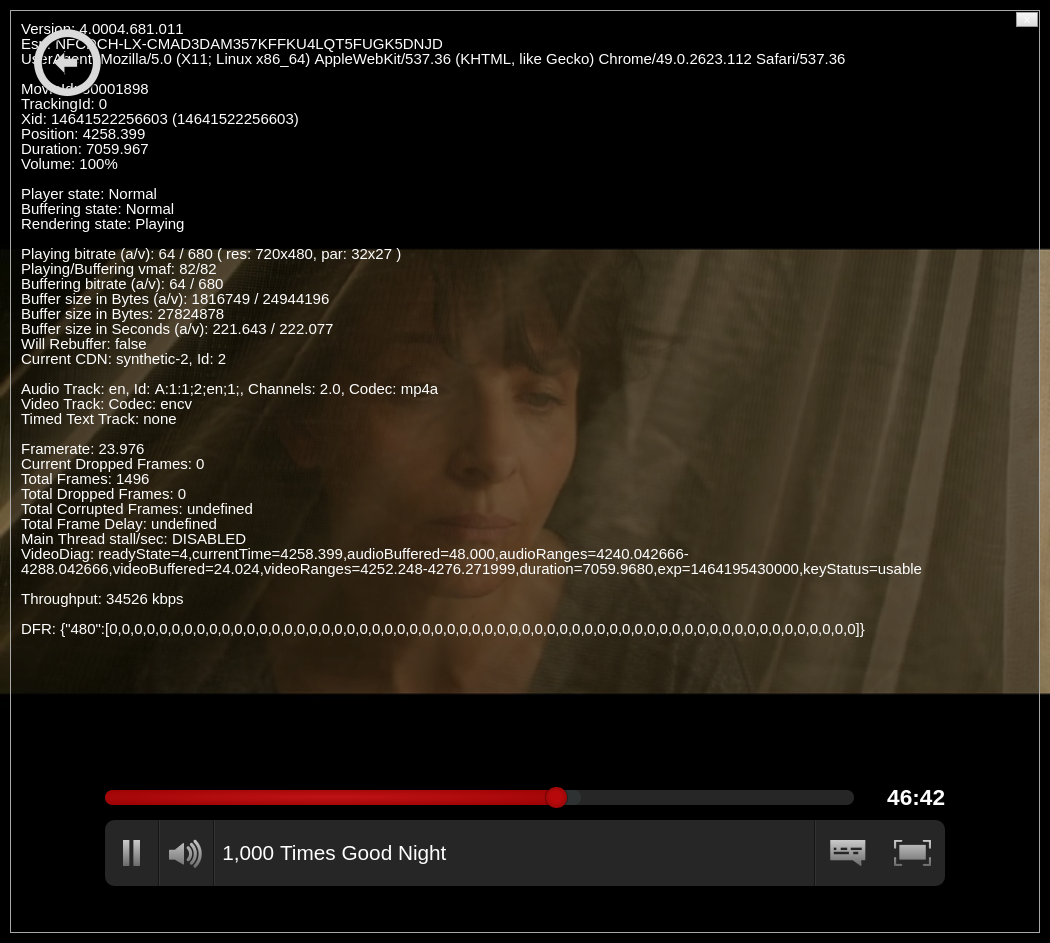 Version: 4.0004.681.011
Esn: NFCDCH-LX-CMAD3DAM357KFFKU4LQT5FUGK5DNJD
UserAgent: Mozilla/5.0 (X11; Linux x86_64) AppleWebKit/537.36 (KHTML, like Gecko) Chrome/49.0.2623.112 Safari/537.36
TrackingId: 0
Xid: 14641522256603 (14641522256603)
Position: 4258.399
Duration: 7059.967
Volume: 100%
Player state: Normal
Buffering state: Normal
Rendering state: Playing
Playing bitrate (a/v): 64 / 680 ( res: 720x480, par: 32x27 )
Playing/Buffering vmaf: 82/82
Buffering bitrate (a/v): 64 / 680
Buffer size in Bytes (a/v): 1816749 / 24944196
Buffer size in Bytes: 27824878
Buffer size in Seconds (a/v): 221.643 / 222.077
Will Rebuffer: false
Current CDN: synthetic-2, Id: 2
Audio Track: en, Id: A:1:1;2;en;1;, Channels: 2.0, Codec: mp4a
Video Track: Codec: encv
Timed Text Track: none
Framerate: 23.976
Current Dropped Frames: 0
Total Frames: 1496
Total Dropped Frames: 0
Total Corrupted Frames: undefined
Total Frame Delay: undefined
Main Thread stall/sec: DISABLED
VideoDiag: readyState=4,currentTime=4258.399,audioBuffered=48.000,audioRanges=4240.042666-
4288.042666,videoBuffered=24.024,videoRanges=4252.248-4276.271999,duration=7059.9680,exp=1464195430000,keyStatus=usable
Throughput: 34526 kbps
DFR: {"480":[0,0,0,0,0,0,0,0,0,0,0,0,0,0,0,0,0,0,0,0,0,0,0,0,0,0,0,0,0,0,0,0,0,0,0,0,0,0,0,0,0,0,0,0,0,0,0,0,0,0,0,0,0,0,0,0,0,0,0,0]}
46:42
1,000 Times Good Night